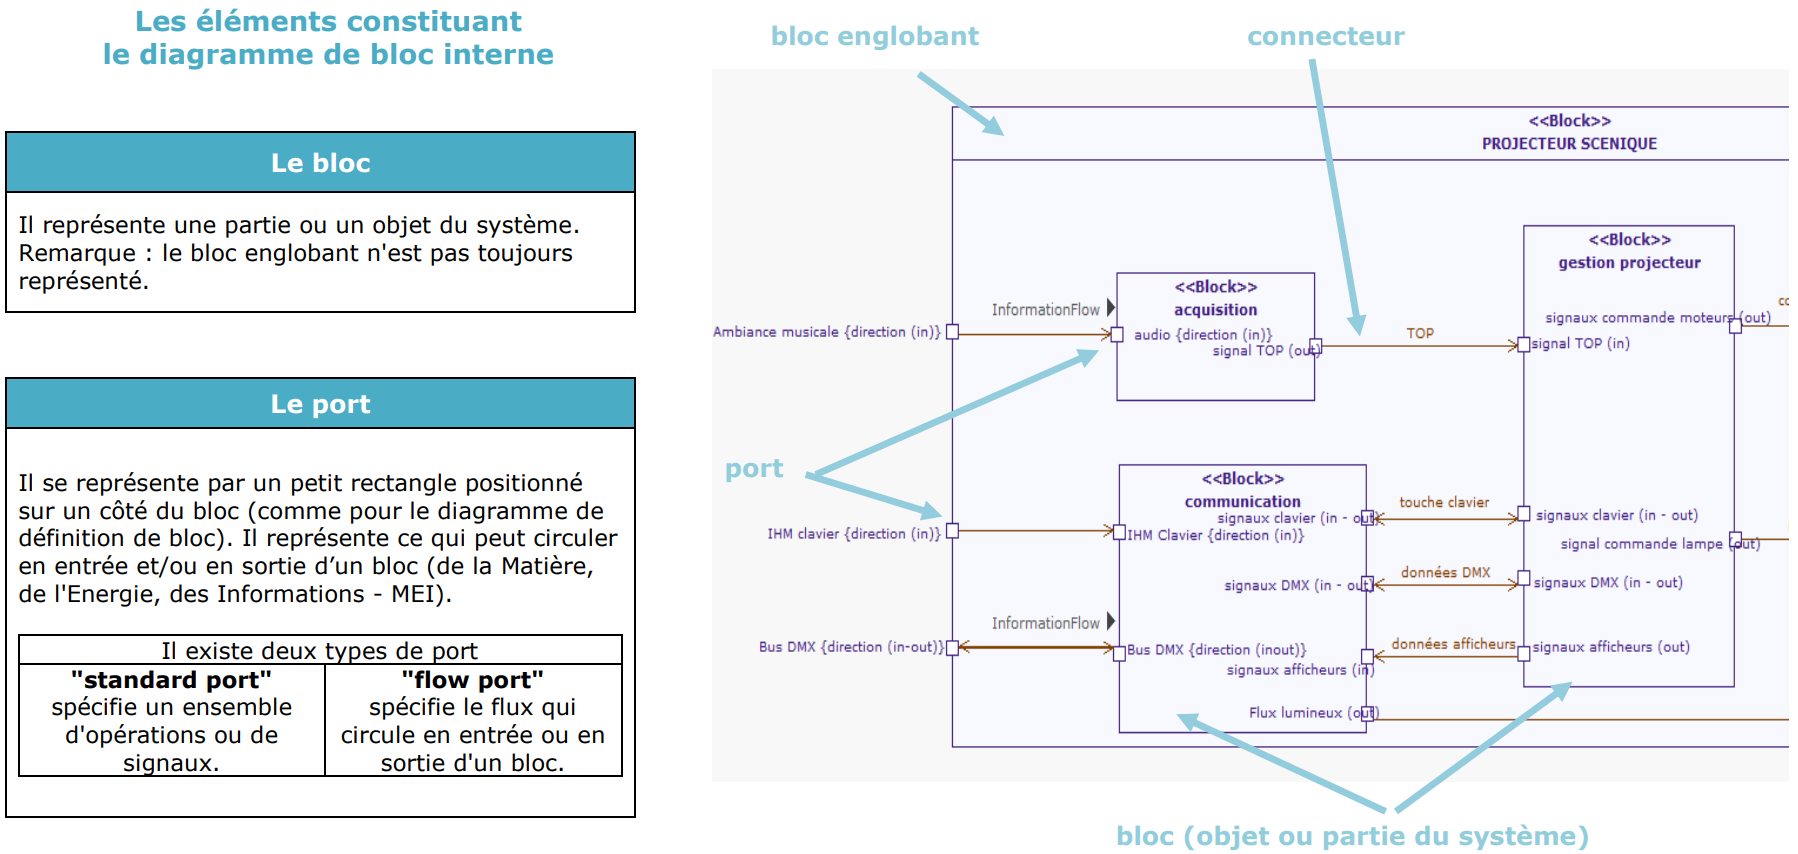 Les éléments constituant
le diagramme de bloc interne
Le bloc
Il représente une partie ou un objet du système.
Remarque : le bloc englobant n'est pas toujours
représenté.
Le port
Il se représente par un petit rectangle positionné
sur un côté du bloc (comme pour le diagramme de
définition de bloc). Il représente ce qui peut circuler
en entrée et/ou en sortie d’un bloc (de la Matière,
de l'Energie, des Informations - MEI).
Il existe deux types de port
"standard port"
spécifie un ensemble
d'opérations ou de
signaux.
"flow port"
spécifie le flux qui
circule en entrée ou en
sortie d'un bloc.
bloc englobant
connecteur
<<Block>>
PROJECTEUR SCENIQUE
<<Block>>
gestion projecteur
<<Block>>
acquisition
InformationFlow
Ambiance musicale {direction (in)}
audio {direction (in)}
signal TOP (out)
TOP
signaux commande moteurs (out)
co
signal TOP (in)
port
<<Block>>
communication
touche clavier
signaux clavier (in - out)
signaux clavier (in - out)
IHM clavier {direction (in)}
IHM Clavier {direction (in)}
signal commande lampe (out)
données DMX
signaux DMX (in - out)
signaux DMX (in - out)
InformationFlow
Bus DMX {direction (in-out)}
Bus DMX {direction (inout)}
données afficheurs
signaux afficheurs (out)
signaux afficheurs (in)
Flux lumineux (out)
bloc (objet ou partie du système)